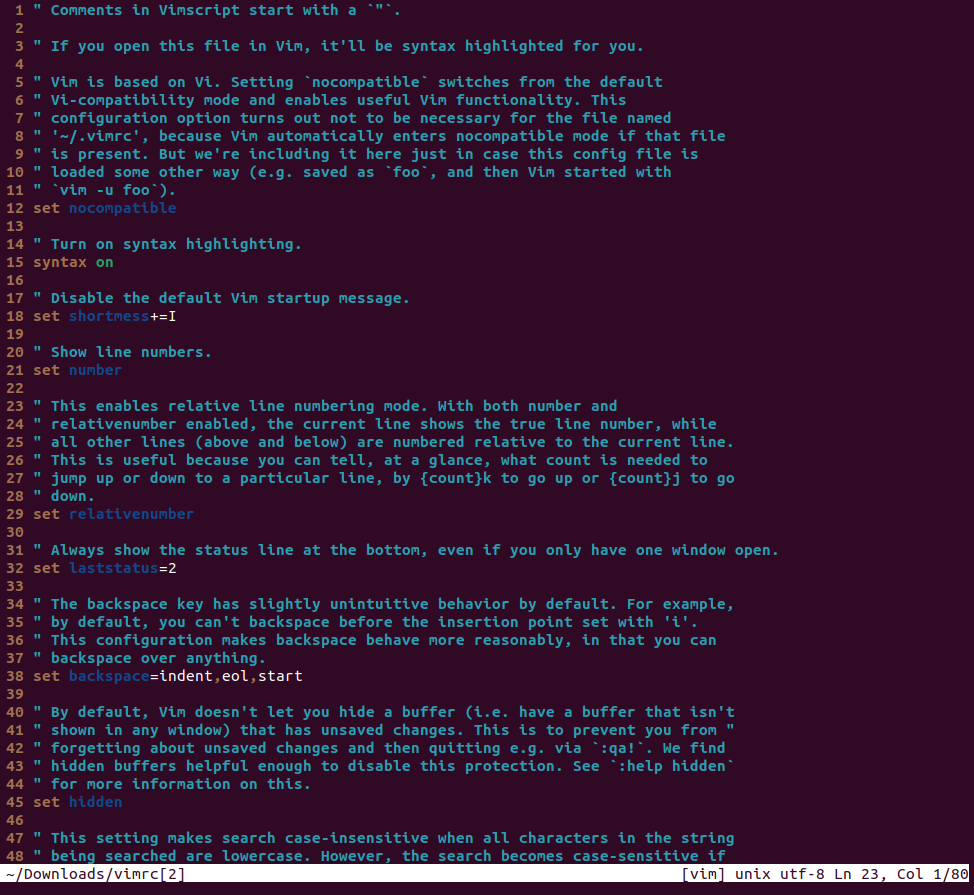 1 " Comments in Vimscript start with a `"`.
2
3 " If you open this file in Vim, it'll be syntax highlighted for you.
4
5 " Vim is based on Vi. Setting `nocompatible` switches from the default
6 " Vi-compatibility mode and enables useful Vim functionality. This
7 " configuration option turns out not to be necessary for the file named
8 " '~/.vimrc', because Vim automatically enters nocompatible mode if that file
9 " is present. But we're including it here just in case this config file is
10 " loaded some other way (e.g. saved as `foo`, and then Vim started with
11 " `vim -u foo`).
12 set nocompatible
13
14 " Turn on syntax highlighting.
15 syntax on
16
17 " Disable the default Vim startup message.
18 set shortmess+=I
19
20 " Show line numbers.
21 set number
22
23 " This enables relative line numbering mode. With both number and
24 " relativenumber enabled, the current line shows the true line number, while
25 " all other lines (above and below) are numbered relative to the current line.
26 " This is useful because you can tell, at a glance, what count is needed to
27 " jump up or down to a particular line, by {count}k to go up or {count}j to go
28 " down.
29 set relativenumber
30
31 " Always show the status line at the bottom, even if you only have one window open.
32 set laststatus=2
33
34 " The backspace key has slightly unintuitive behavior by default. For example,
35 " by default, you can't backspace before the insertion point set with 'i'.
36 " This configuration makes backspace behave more reasonably, in that you can
37 " backspace over anything.
38 set backspace=indent,eol,start
39
40 " By default, Vim doesn't let you hide a buffer (i.e. have a buffer that isn't
41 " shown in any window) that has unsaved changes. This is to prevent you from "
42 " forgetting about unsaved changes and then quitting e.g. via `:qa!`. We find
43 " hidden buffers helpful enough to disable this protection. See `:help hidden`
44 " for more information on this.
45 set hidden
46
47 " This setting makes search case-insensitive when all characters in the string
48 " being searched are lowercase. However, the search becomes case-sensitive if
~/Downloads/vimrc[2] [vim] unix utf-8 Ln 23, Col 1/80